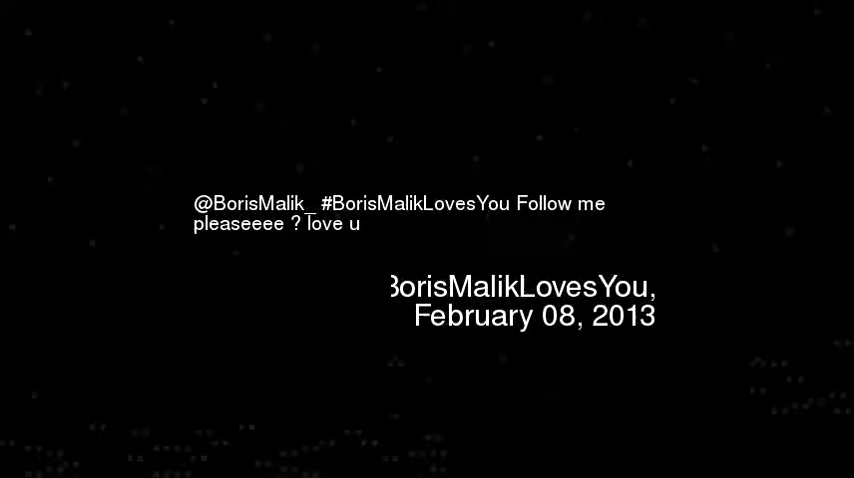 @BorisMalik_ #BorisMalikLovesYou Follow me
pleaseeee ? love u
BorisMalikLovesYou,
February 08, 2013